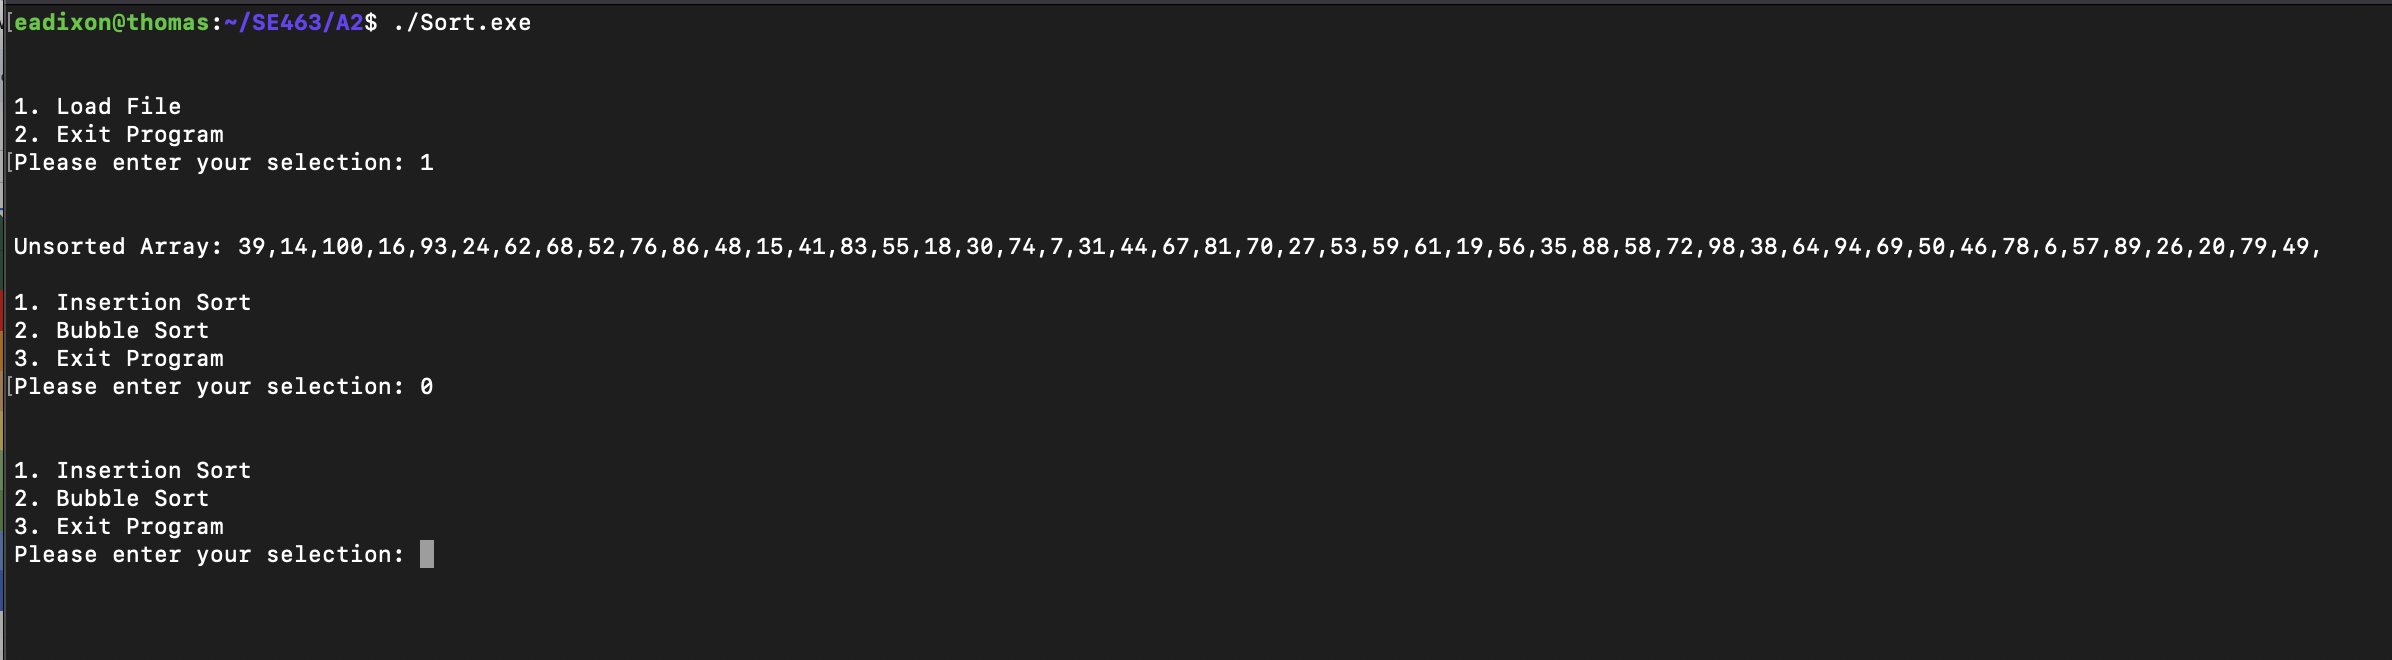 [eadixon@thomas:~/SE463/A2$ ./Sort.exe
1. Load File
2. Exit Program
[Please enter your selection: 1
Unsorted Array: 39,14,100,16,93,24,62,68,52,76,86,48,15,41,83,55,18,30,74,7,31,44,67,81,70,27,53,59,61,19,56,35,88,58,72,98,38,64,94,69,50,46,78,6,57,89,26,20,79,49,
1. Insertion Sort
2. Bubble Sort
3. Exit Program
[Please enter your selection: 0
1. Insertion Sort
2. Bubble Sort
3. Exit Program
Please enter your selection: